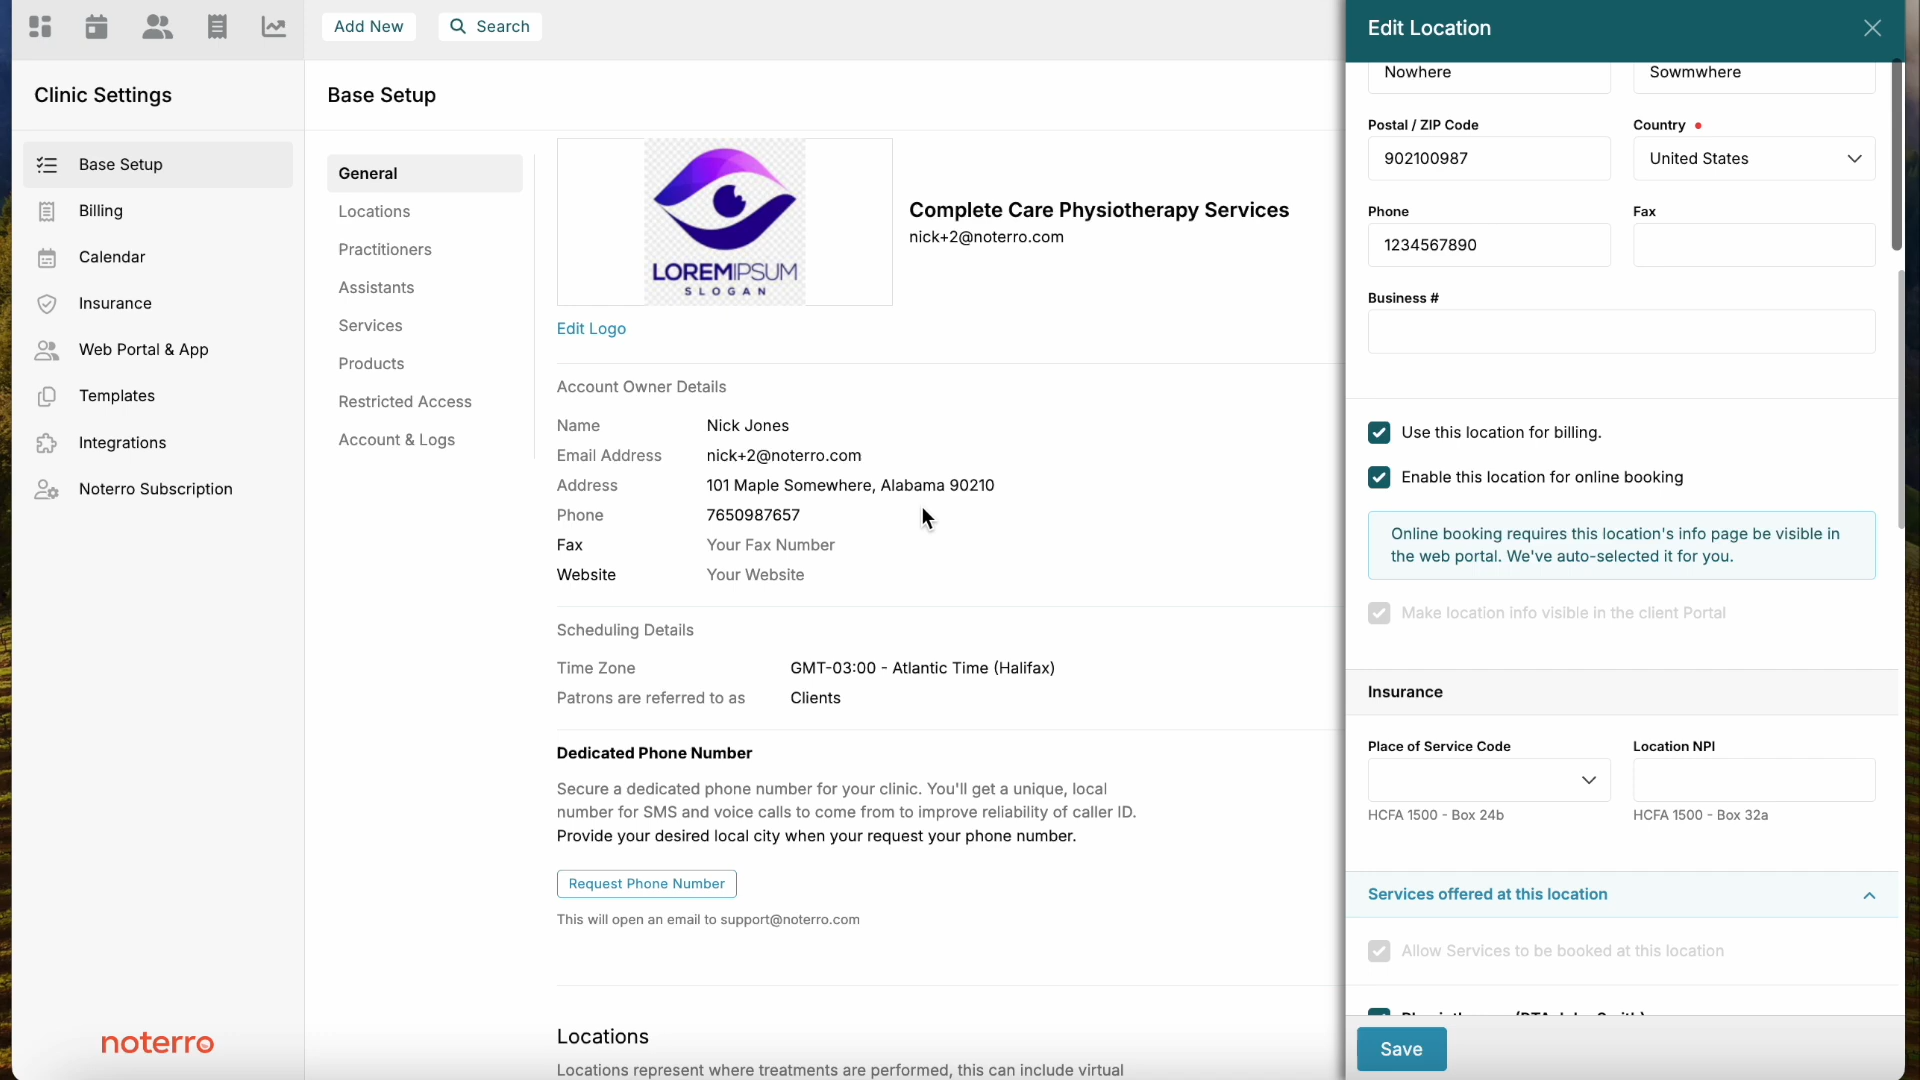 Add New
Search
Edit Location
Clinic Settings
Base Setup
Billing
Calendar
Insurance
Web Portal & App
Templates
Integrations
Noterro Subscription
noterro
Base Setup
General
Locations
Practitioners
Assistants
Services
Products
Restricted Access
Account & Logs
LOREMIPSUM
SLOGAN
Edit Logo
Complete Care Physiotherapy Services
nick+2@noterro.com
Account Owner Details
Name Nick Jones
Email Address nick+2@noterro.com
Address 101 Maple Somewhere, Alabama 90210
Phone 7650987657
Fax Your Fax Number
Website Your Website
Scheduling Details
Time Zone GMT-03:00 - Atlantic Time (Halifax)
Patrons are referred to as Clients
Dedicated Phone Number
Secure a dedicated phone number for your clinic. You'll get a unique, local
number for SMS and voice calls to come from to improve reliability of caller ID.
Provide your desired local city when your request your phone number.
Request Phone Number
This will open an email to support@noterro.com
Locations
Locations represent where treatments are performed, this can include virtual
Nowhere Sowmwhere
Postal / ZIP Code Country
902100987 United States
Phone Fax
1234567890
Business #
Use this location for billing.
Enable this location for online booking
Online booking requires this location's info page be visible in
the web portal. We've auto-selected it for you.
Make location info visible in the client Portal
Insurance
Place of Service Code Location NPI
HCFA 1500 - Box 24b HCFA 1500 - Box 32a
Services offered at this location
Allow Services to be booked at this location
Save